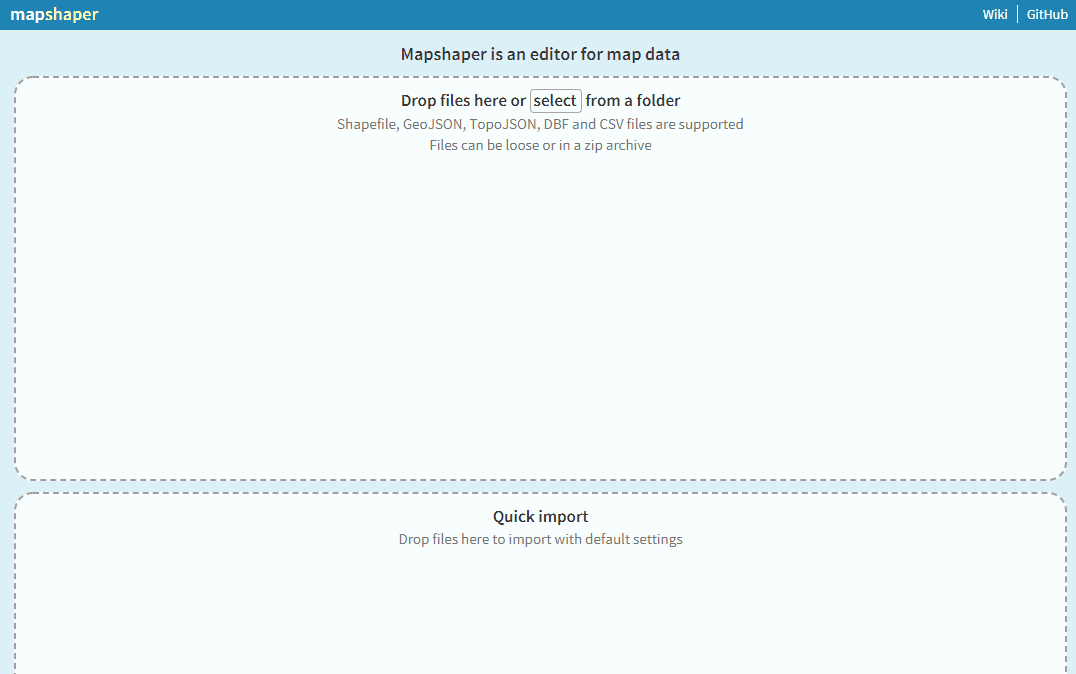 mapshaper
Wiki GitHub
Mapshaper is an editor for map data
Drop files here or select from a folder
Shapefile, GeoJSON, TopoJSON, DBF and CSV files are supported
Files can be loose or in a zip archive
Quick import
Drop files here to import with default settings